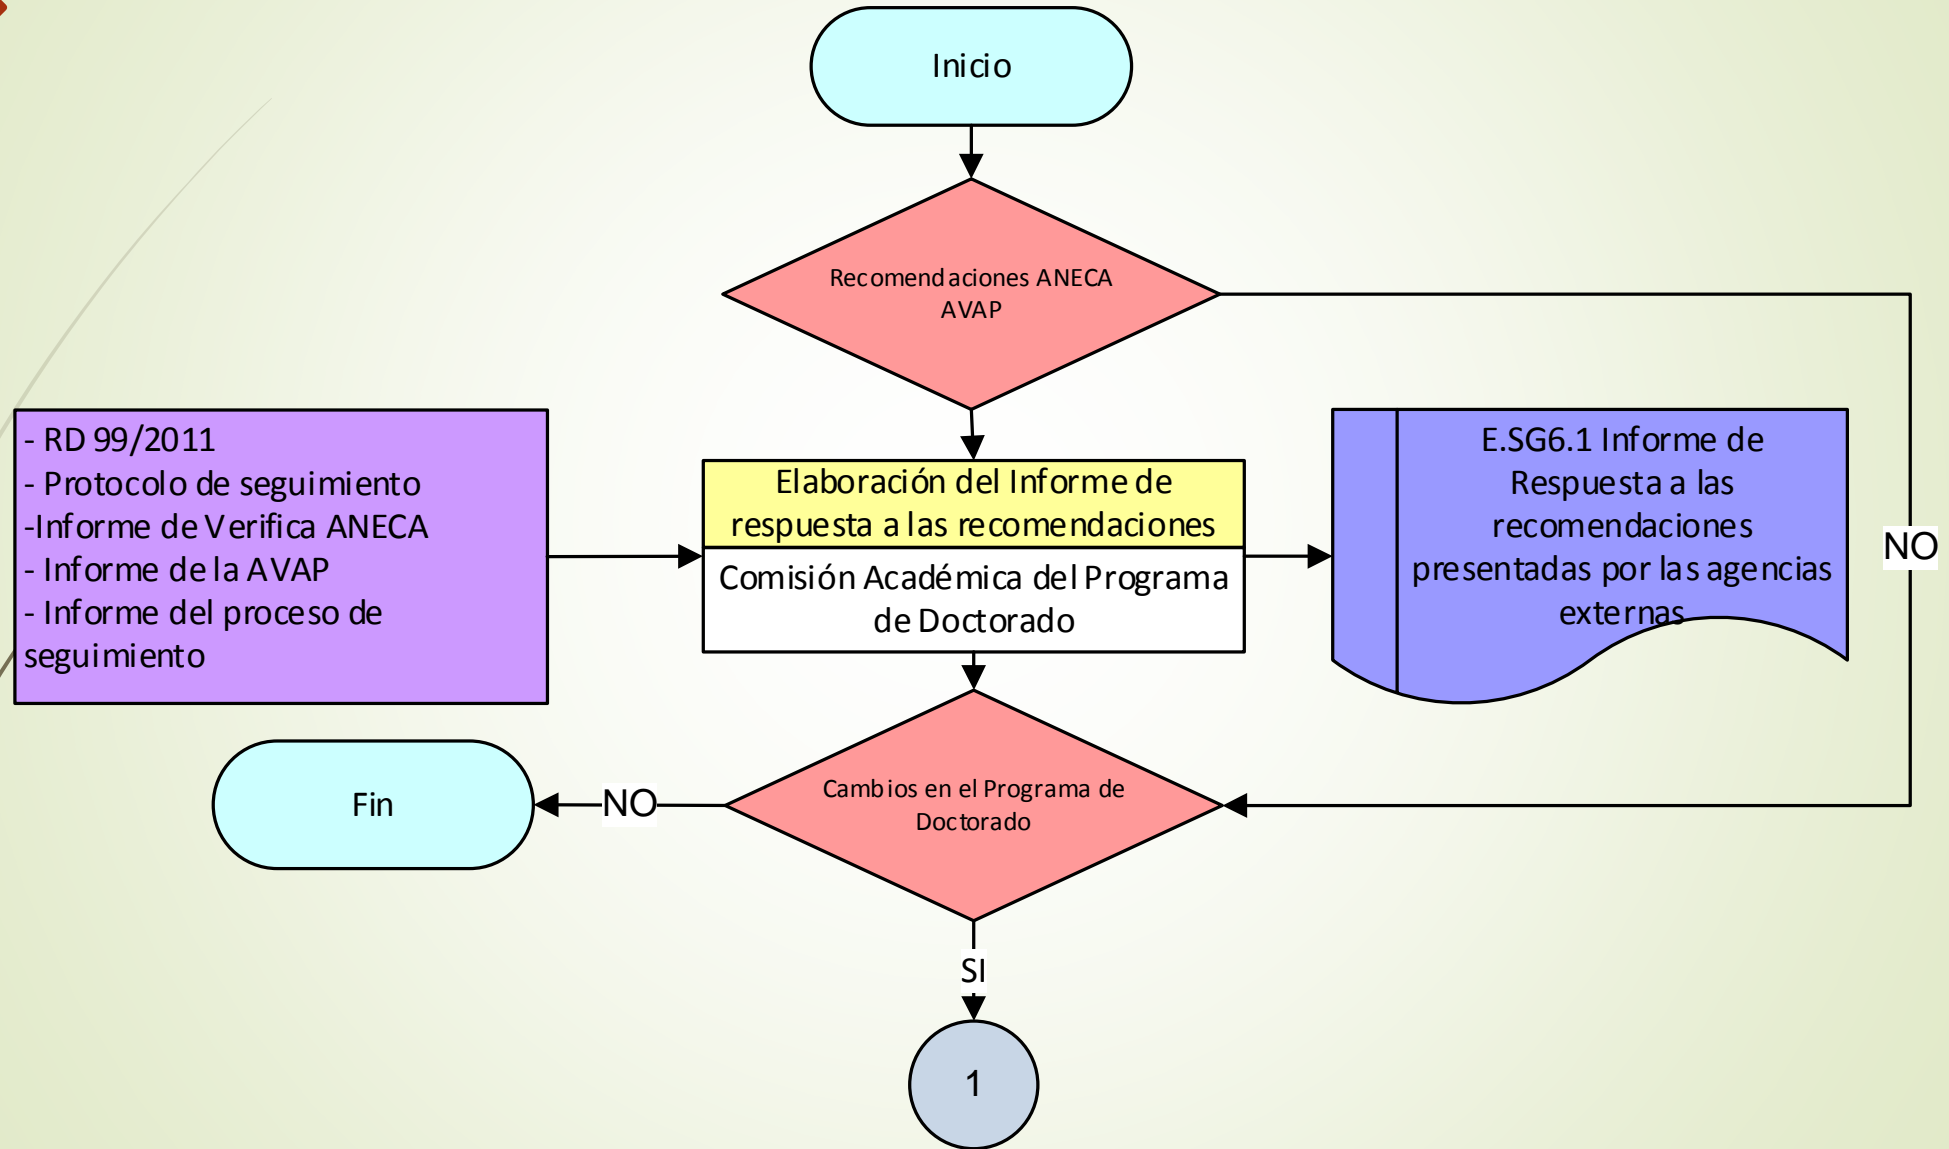 Inicio
Recomendaciones ANECA
AVAP
- RD 99/2011
- Protocolo de seguimiento
-Informe de Verifica ANECA
- Informe de la AVAP
- Informe del proceso de
seguimiento
Elaboración del Informe de
respuesta a las recomendaciones
Comisión Académica del Programa
de Doctorado
E.SG6.1 Informe de
Respuesta a las
recomendaciones
presentadas por las agencias
externas
NO
Fin
NO
Cambios en el Programa de
Doctorado
SI
1